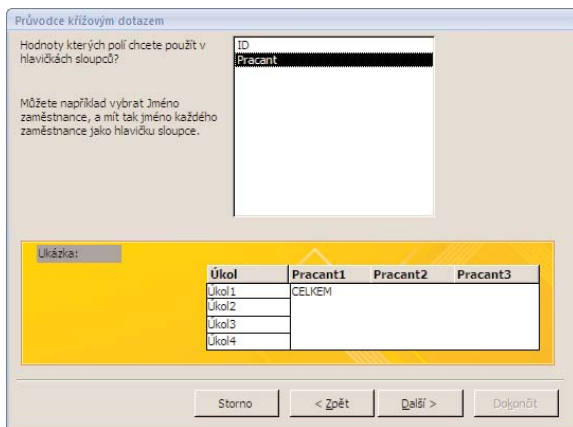 Průvodce křížovým dotazem
Hodnoty kterých polí chcete použít v
hlavičkách sloupců?
Můžete například vybrat Jméno
zaměstnance, a mít tak jméno každého
zaměstnance jako hlavičku sloupce.
ID
Pracant
Ukázka:
Úkol Pracant1 Pracant2 Pracant3
Úkol1 CELKEM
Úkol2
Úkol3
Úkol4
Storno < Zpět Další > Dokončit